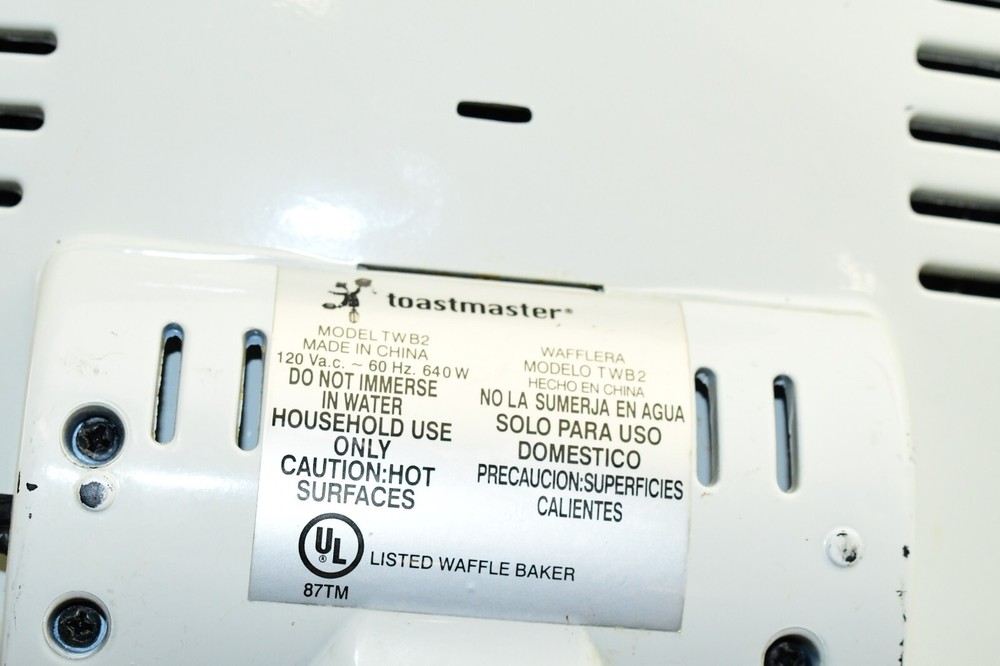 toastmaster®
MODEL TWB2
MADE IN CHINA
120 Va.c. ~ 60 Hz. 640 W
DO NOT IMMERSE
IN WATER
HOUSEHOLD USE
ONLY
CAUTION:HOT
SURFACES
WAFFLERA
MODELO TWB2
HECHO EN CHINA
NO LA SUMERJA EN AGUA
SOLO PARA USO
DOMESTICO
PRECAUCION:SUPERFICIES
CALIENTES
UL®
LISTED WAFFLE BAKER
87TM